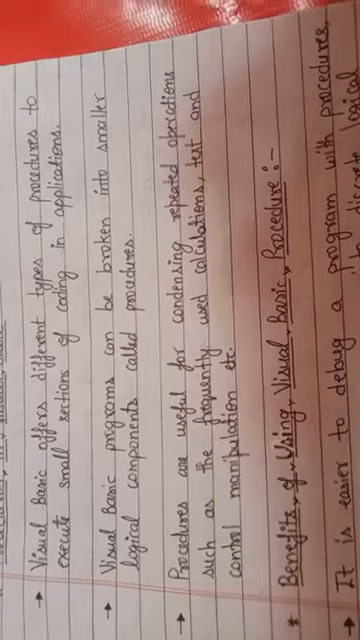 → Visual Basic offers different types of procedures to
execute small sections of coding in applications.
→ Visual Basic programs can be broken into smaller
logical components called procedures.
→ Procedures are useful for condensing repeated operations
such as the frequently used calculations, text and
control manipulation etc.
* Benefits of Using Visual Basic Procedure :-
→ It is easier to debug a program with procedures,
discrete logical